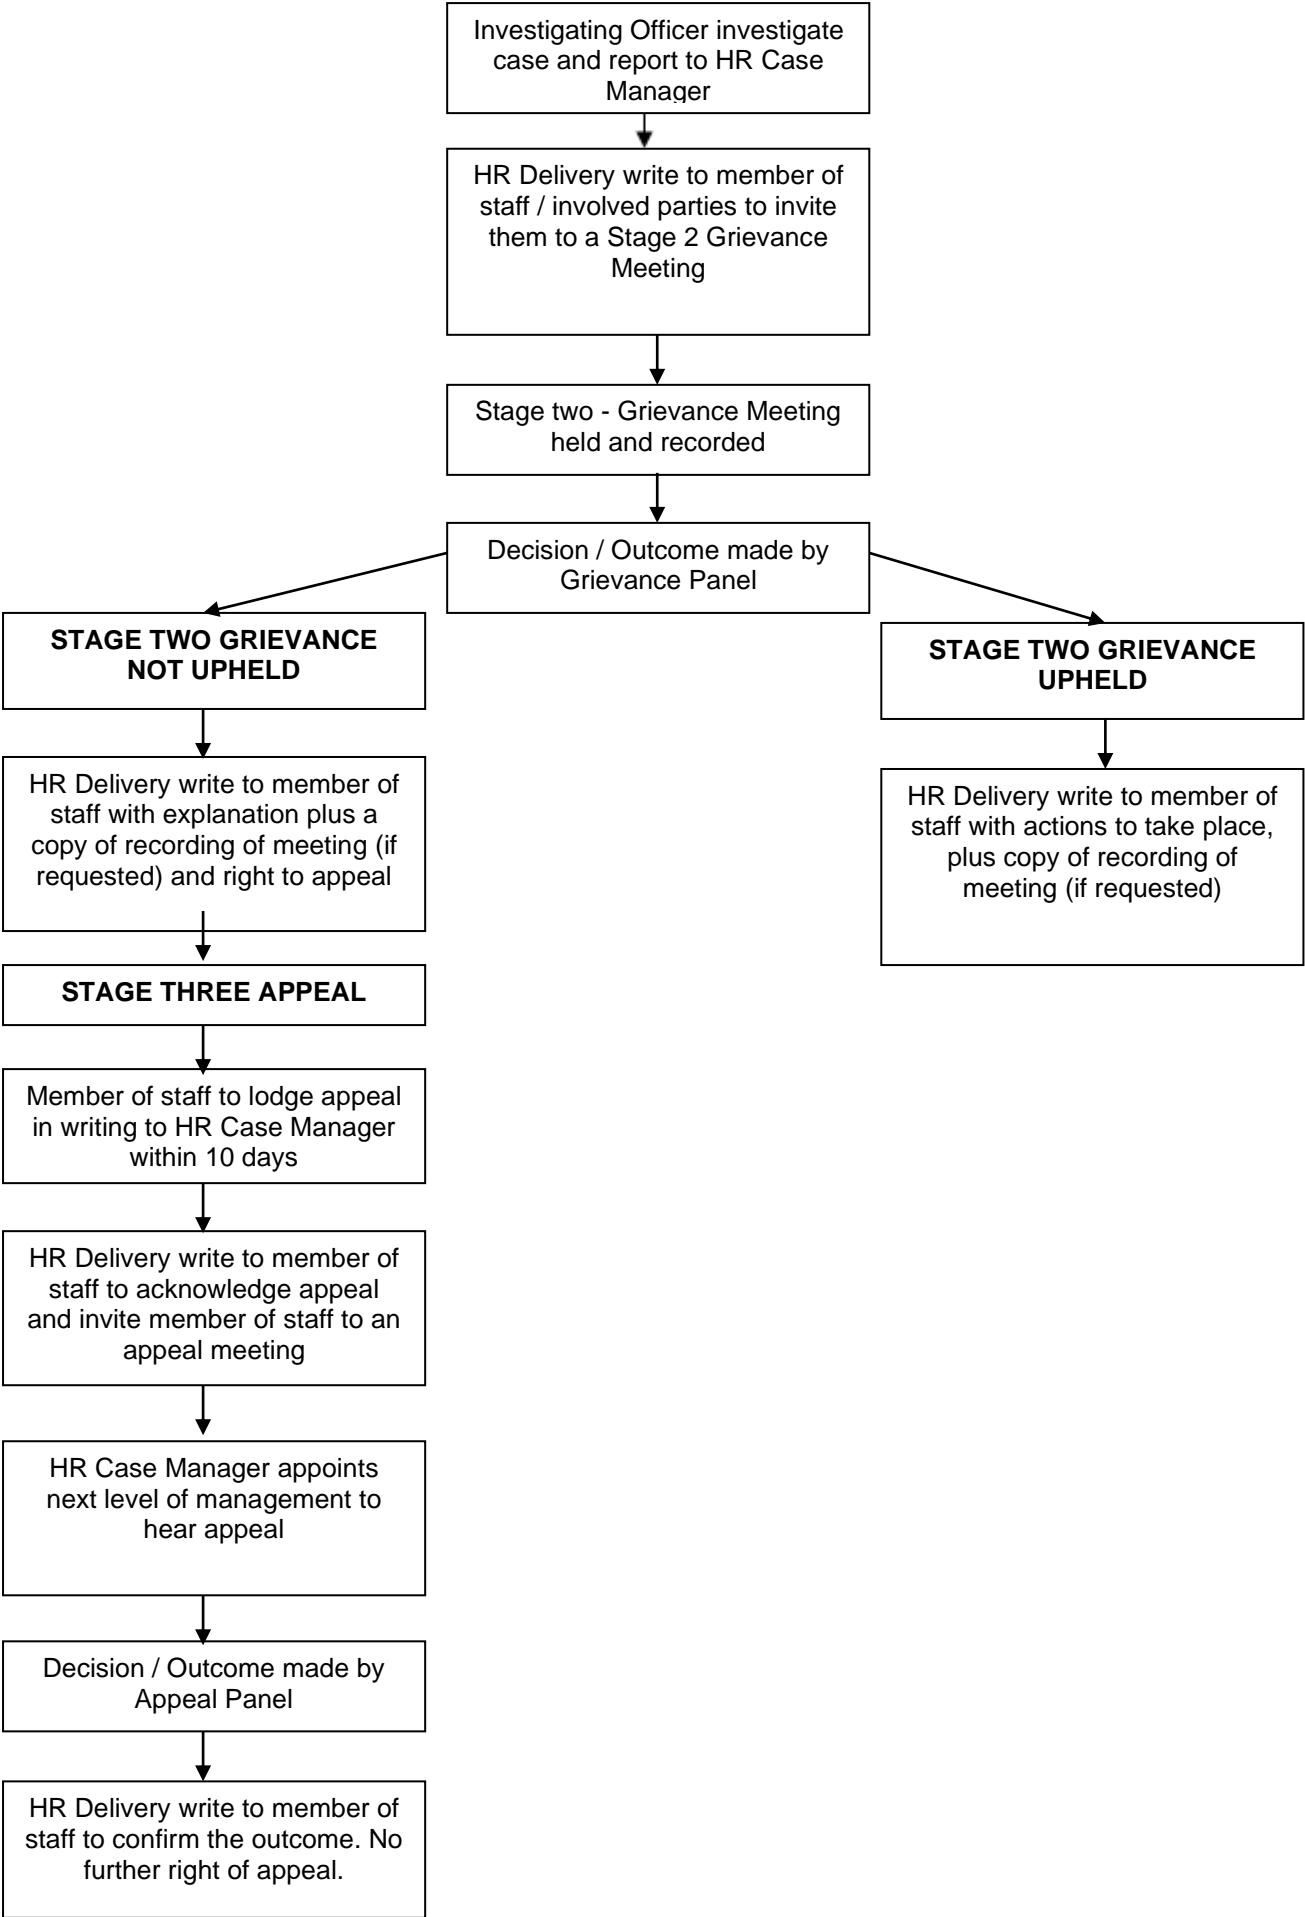 Investigating Officer investigate
case and report to HR Case
Manager
HR Delivery write to member of
staff / involved parties to invite
them to a Stage 2 Grievance
Meeting
Stage two - Grievance Meeting
held and recorded
Decision / Outcome made by
Grievance Panel
STAGE TWO GRIEVANCE
NOT UPHELD
HR Delivery write to member of
staff with explanation plus a
copy of recording of meeting (if
requested) and right to appeal
STAGE THREE APPEAL
Member of staff to lodge appeal
in writing to HR Case Manager
within 10 days
HR Delivery write to member of
staff to acknowledge appeal
and invite member of staff to an
appeal meeting
HR Case Manager appoints
next level of management to
hear appeal
Decision / Outcome made by
Appeal Panel
HR Delivery write to member of
staff to confirm the outcome. No
further right of appeal.
STAGE TWO GRIEVANCE
UPHELD
HR Delivery write to member of
staff with actions to take place,
plus copy of recording of
meeting (if requested)